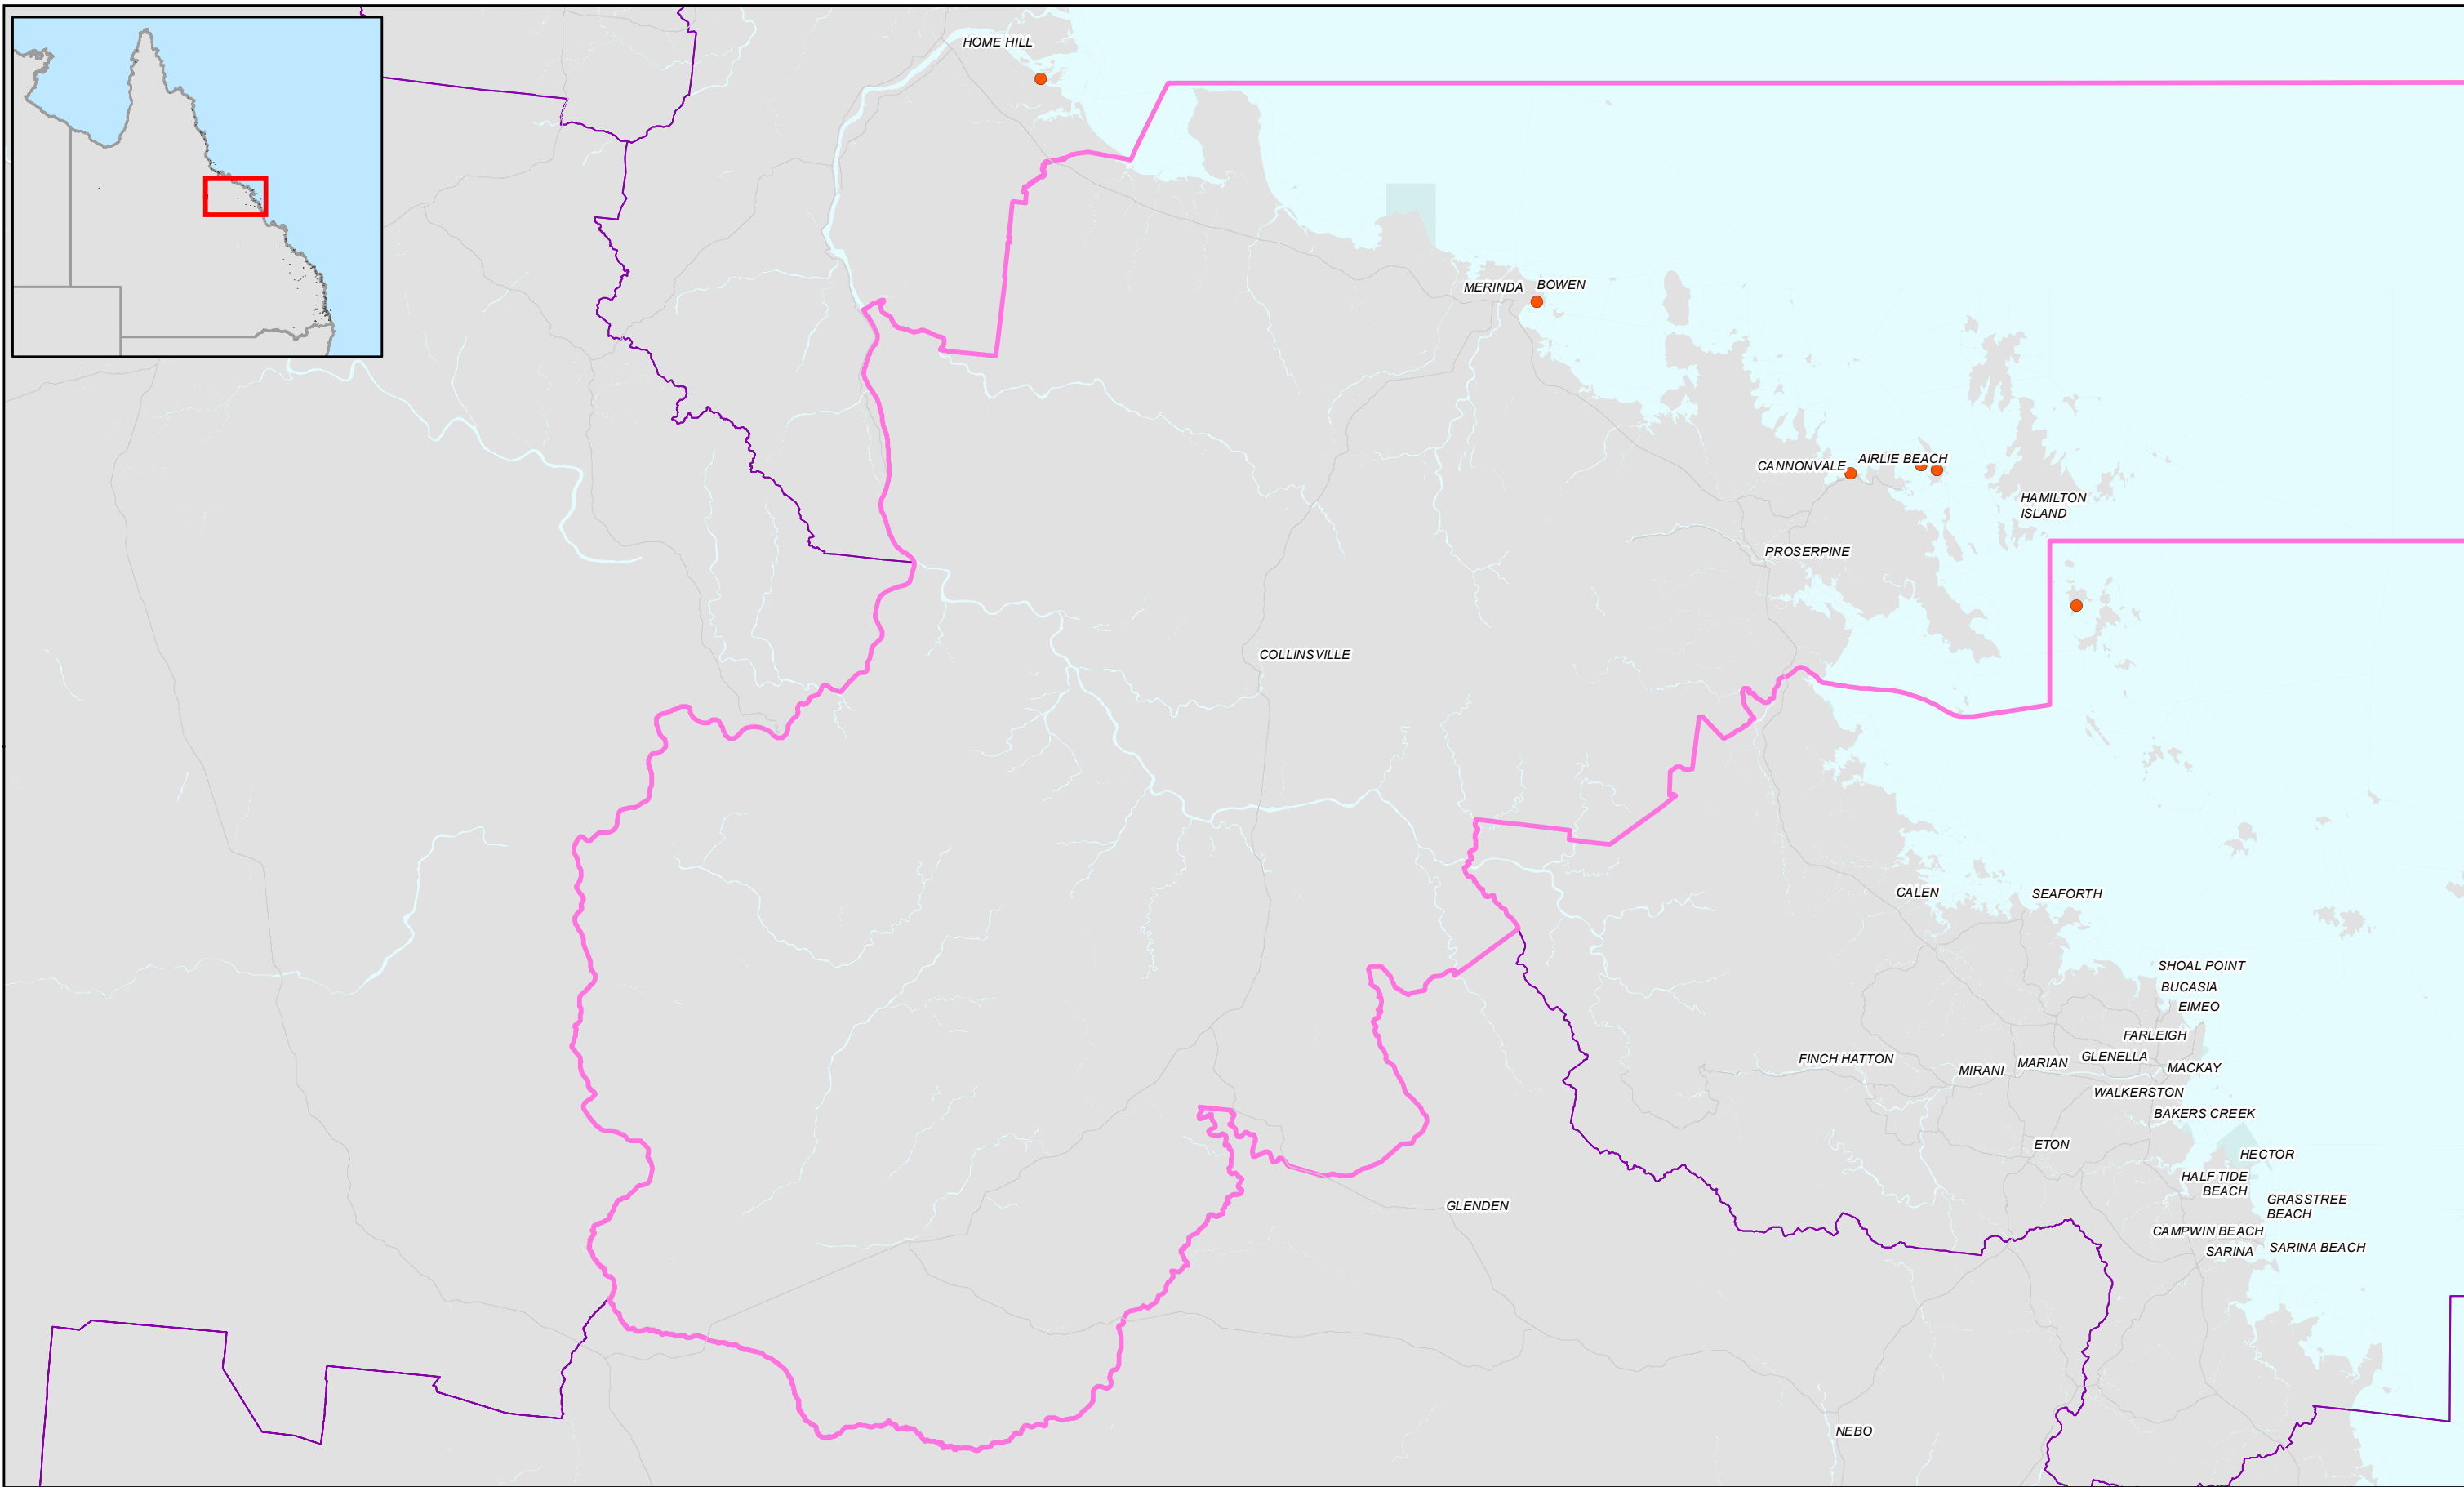 HOME HILL
MERINDA
BOWEN
CANNONVALE
AIRLIE BEACH
HAMILTON
ISLAND
PROSERPINE
COLLINSVILLE
CALEN
SEAFORTH
SHOAL POINT
BUCASIA
EIMEO
FARLEIGH
FINCH HATTON
MIRANI
MARIAN
GLENELLA
MACKAY
WALKERSTON
BAKERS CREEK
ETON
HECTOR
HALF TIDE
BEACH
GLENDEN
GRASSTREE
BEACH
CAMPWIN BEACH
SARINA
SARINA BEACH
NEBO